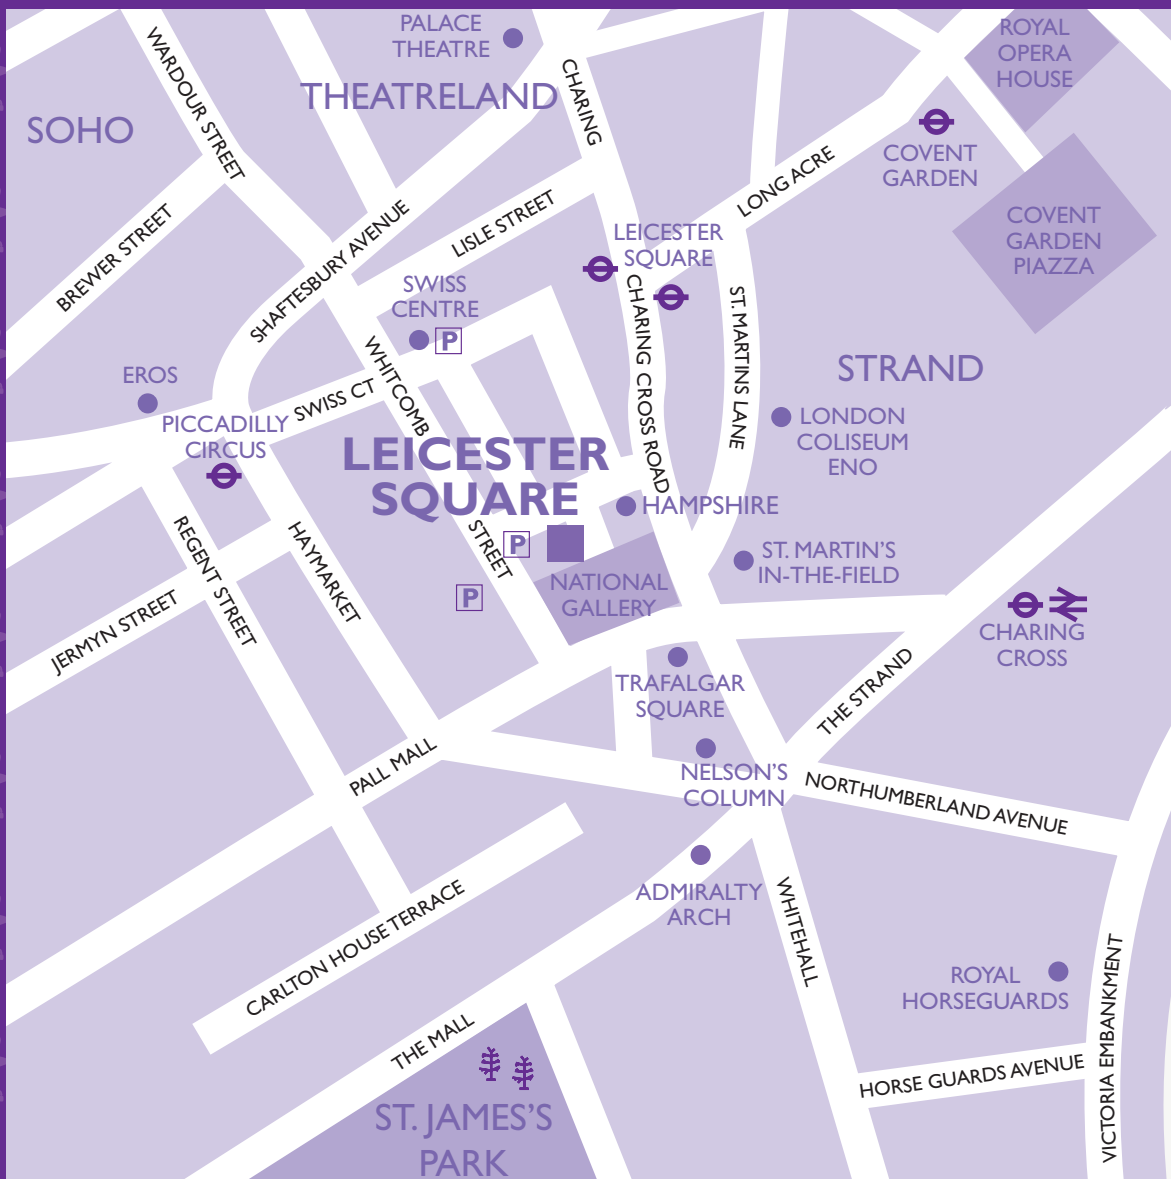 PALACE
THEATRE
THEATRELAND
SOHO
WARDOUR STREET
CHARING
ROYAL
OPERA
HOUSE
COVENT
GARDEN
LONG ACRE
COVENT
GARDEN
PIAZZA
BREWER STREET
SHAFTESBURY AVENUE
LISLE STREET
LEICESTER
SQUARE
SWISS
CENTRE
P
CHARING CROSS ROAD
ST.MARTINS LANE
STRAND
EROS
PICCADILLY
CIRCUS
SWISS CT
WHITCOMB
STREET
LEICESTER
SQUARE
LONDON
COLISEUM
ENO
HAMPSHIRE
P
ST. MARTIN'S
IN-THE-FIELD
NATIONAL
GALLERY
P
REGENT STREET
HAYMARKET
JERMYN STREET
CHARING
CROSS
TRAFALGAR
SQUARE
THE STRAND
PALL MALL
NELSON'S
COLUMN
NORTHUMBERLAND AVENUE
ADMIRALTY
ARCH
CARLTON HOUSE TERRACE
WHITEHALL
ROYAL
HORSEGUARDS
VICTORIA EMBANKMENT
THE MALL
HORSE GUARDS AVENUE
ST. JAMES'S
PARK